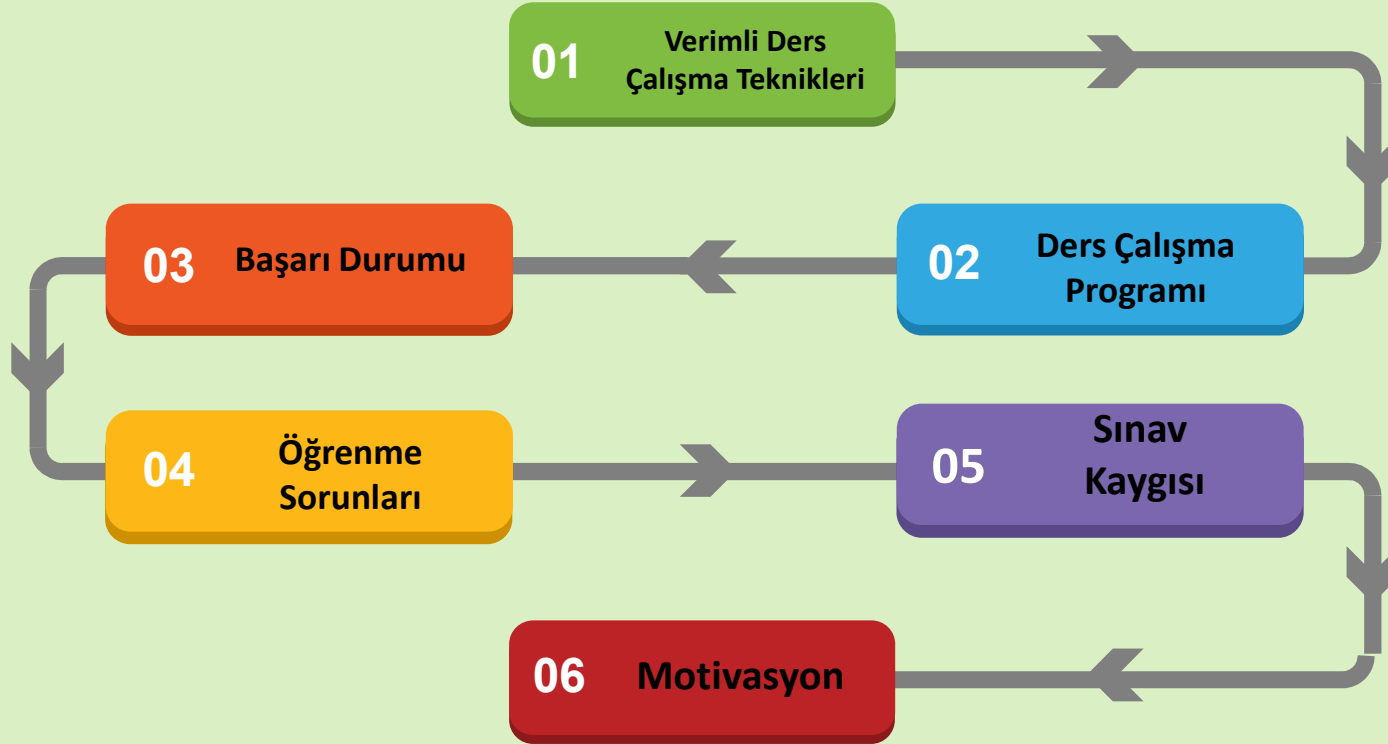 01
Verimli Ders
Çalışma Teknikleri
02
Ders Çalışma
Programı
03
Başarı Durumu
04
Öğrenme
Sorunları
05
Sınav
Kaygısı
06
Motivasyon